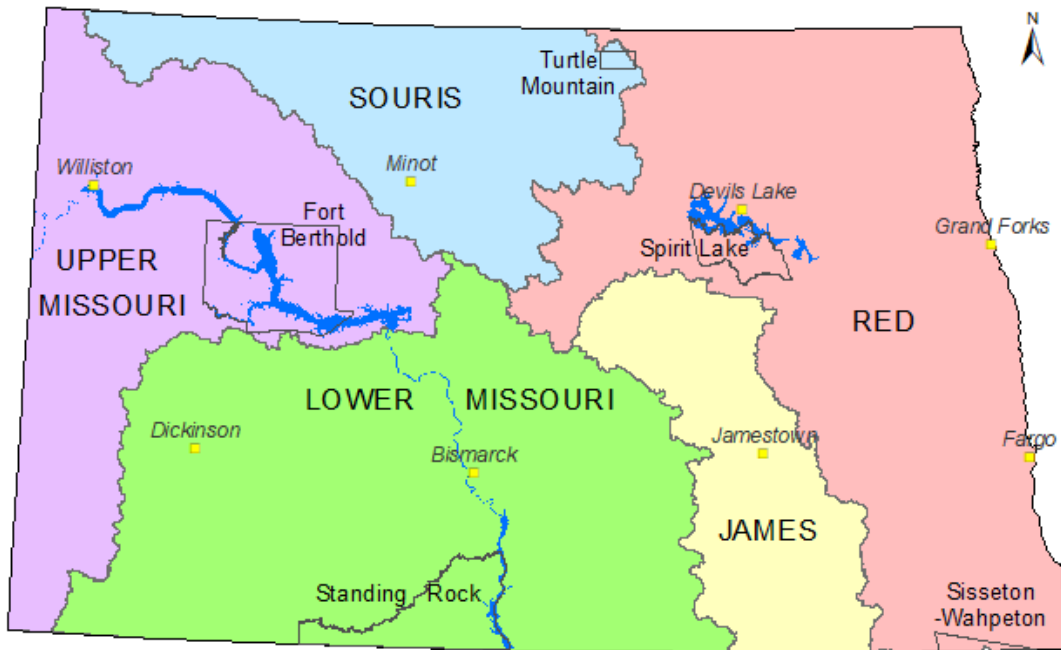 N
Turtle
Mountain
SOURIS
Minot
Williston
Devils Lake
Fort
Berthold
Grand Forks
Spirit Lake
UPPER
MISSOURI
RED
LOWER MISSOURI
Dickinson
Jamestown
Fargo
Bismarck
JAMES
Standing Rock
Sisseton
-Wahpeton